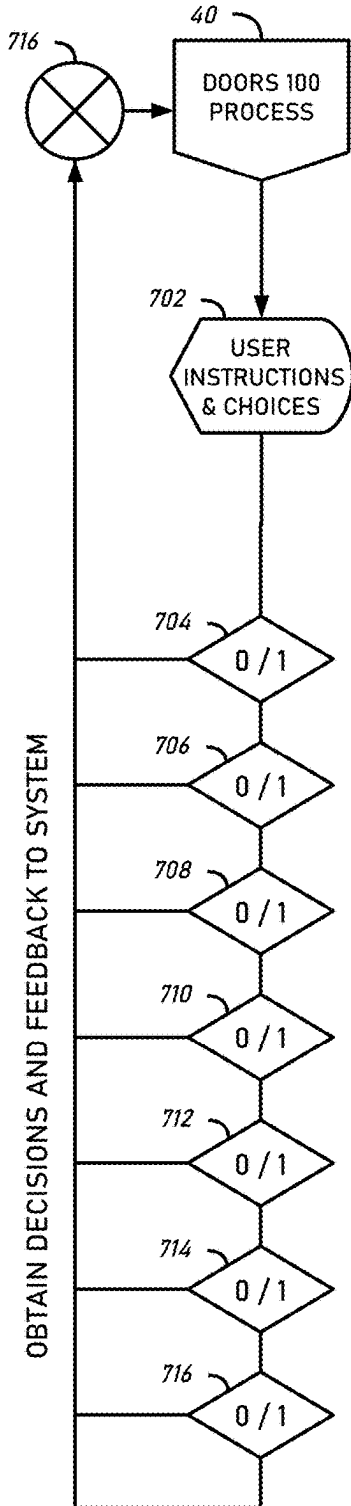 716
40
DOORS 100
PROCESS
702
USER
INSTRUCTIONS
& CHOICES
704
0 / 1
706
0 / 1
708
0 / 1
710
0 / 1
712
0 / 1
714
0 / 1
716
0 / 1
OBTAIN DECISIONS AND FEEDBACK TO SYSTEM